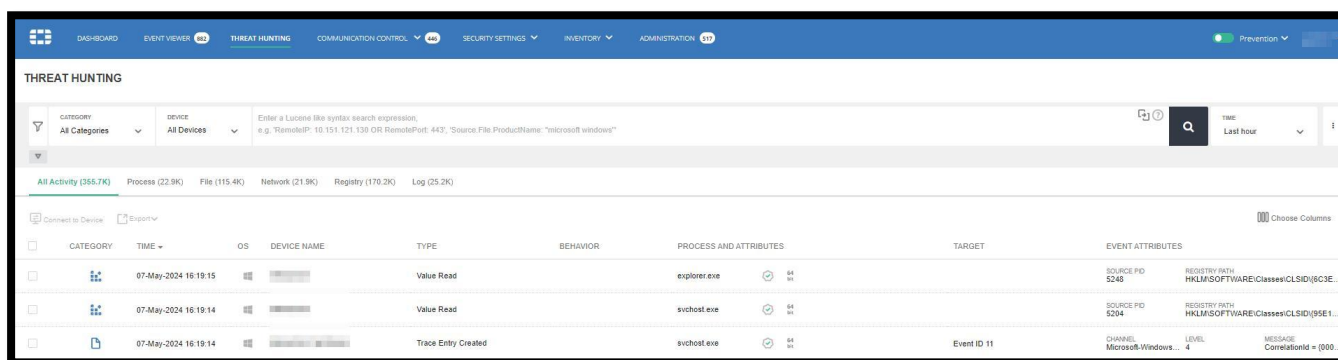 DASHBOARD EVENT VIEWER 882 THREAT HUNTING COMMUNICATION CONTROL 446 SECURITY SETTINGS INVENTORY ADMINISTRATION 517 Prevention
THREAT HUNTING
CATEGORY DEVICE Enter a Lucene like syntax search expression, TIME
All Categories All Devices e.g. 'RemoteIP: 10.151.121.138 OR RemotePort: 443', 'Source.File.ProductName: "microsoft windows"' Last hour
All Activity (355.7K) Process (22.9K) File (115.4K) Network (21.9K) Registry (170.2K) Log (25.2K)
Connect to Device Export Choose Columns
CATEGORY TIME OS DEVICE NAME TYPE BEHAVIOR PROCESS AND ATTRIBUTES TARGET EVENT ATTRIBUTES
SOURCE PID REGISTRY PATH
07-May-2024 16:19:15 Value Read explorer.exe 64 bit 5248 HKLM\SOFTWARE\Classes\CLSID\{6C3E...
SOURCE PID REGISTRY PATH
07-May-2024 16:19:14 Value Read svchost.exe 64 bit 5204 HKLM\SOFTWARE\Classes\CLSID\{95E1...
CHANNEL LEVEL MESSAGE
07-May-2024 16:19:14 Trace Entry Created svchost.exe 64 bit Event ID 11 Microsoft-Windows... 4 CorrelationId = {000...